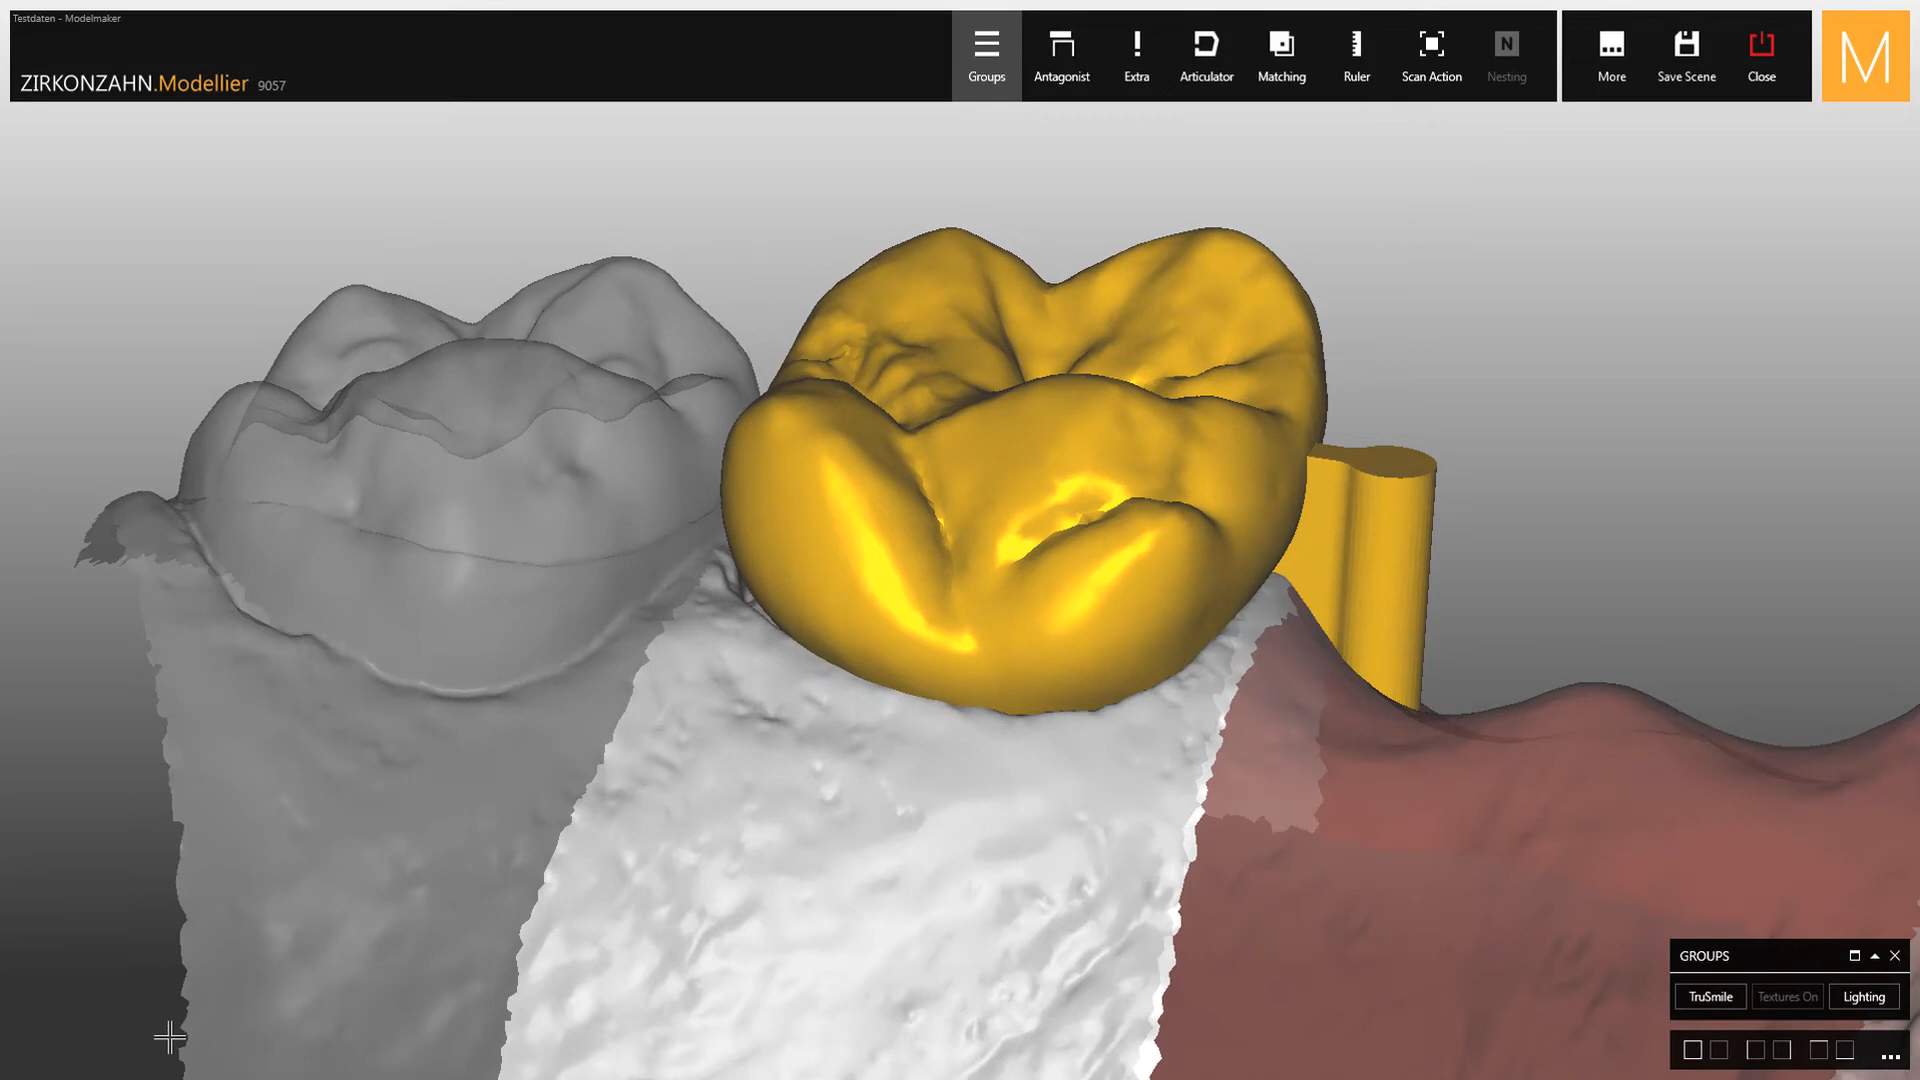 Testdaten - Modelmaker
ZIRKONZAHN.Modellier 9057
Groups Antagonist Extra Articulator Matching Ruler Scan Action Nesting More Save Scene Close
N
M
GROUPS
TruSmile Textures On Lighting